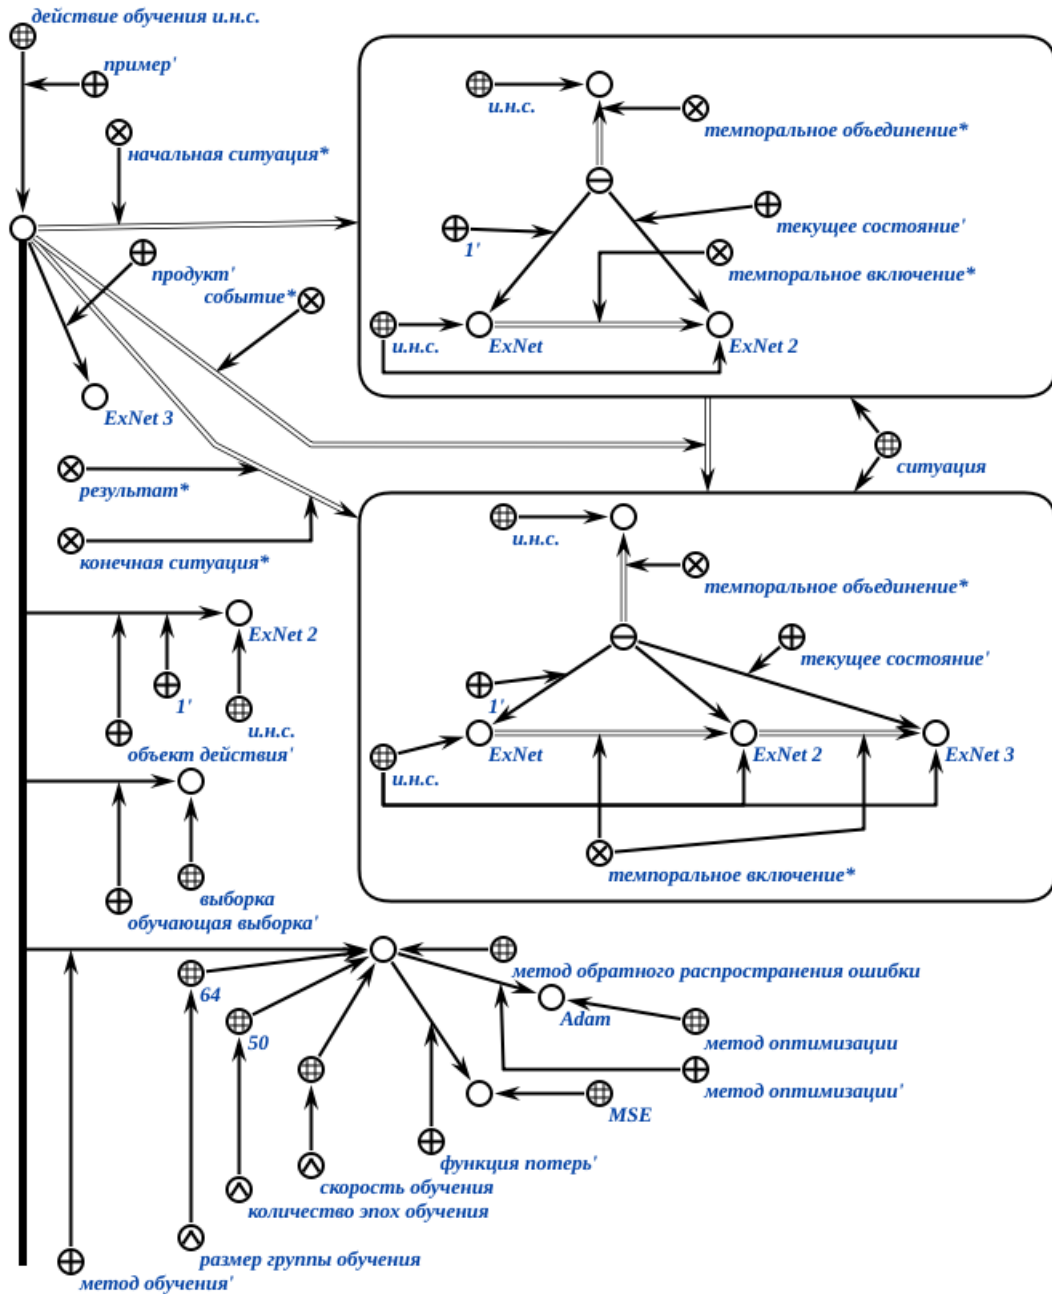 действие обучения и.н.с.
пример'
начальная ситуация*
продукт'
событие*
ExNet 3
результат*
конечная ситуация*
и.н.с.
темпоральное объединение*
1'
текущее состояние'
темпоральное включение*
и.н.с.
ExNet
ExNet 2
ситуация
и.н.с.
темпоральное объединение*
текущее состояние'
1'
ExNet
ExNet 2
ExNet 3
и.н.с.
темпоральное включение*
ExNet 2
1'
и.н.с.
объект действия'
выборка
обучающая выборка'
метод обратного распространения ошибки
64
Adam
50
метод оптимизации
метод оптимизации'
MSE
функция потерь'
скорость обучения
количество эпох обучения
размер группы обучения
метод обучения'